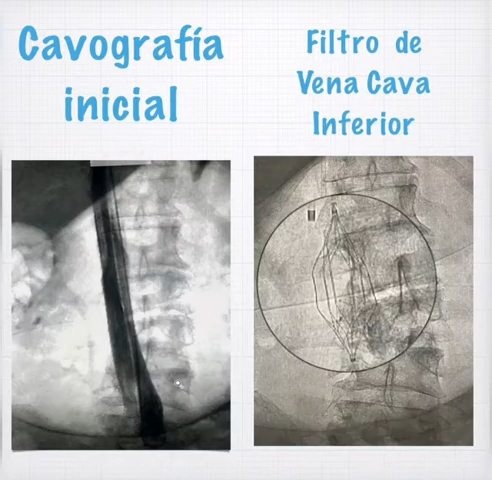 Cavografía
inicial
Filtro de
Vena Cava
Inferior